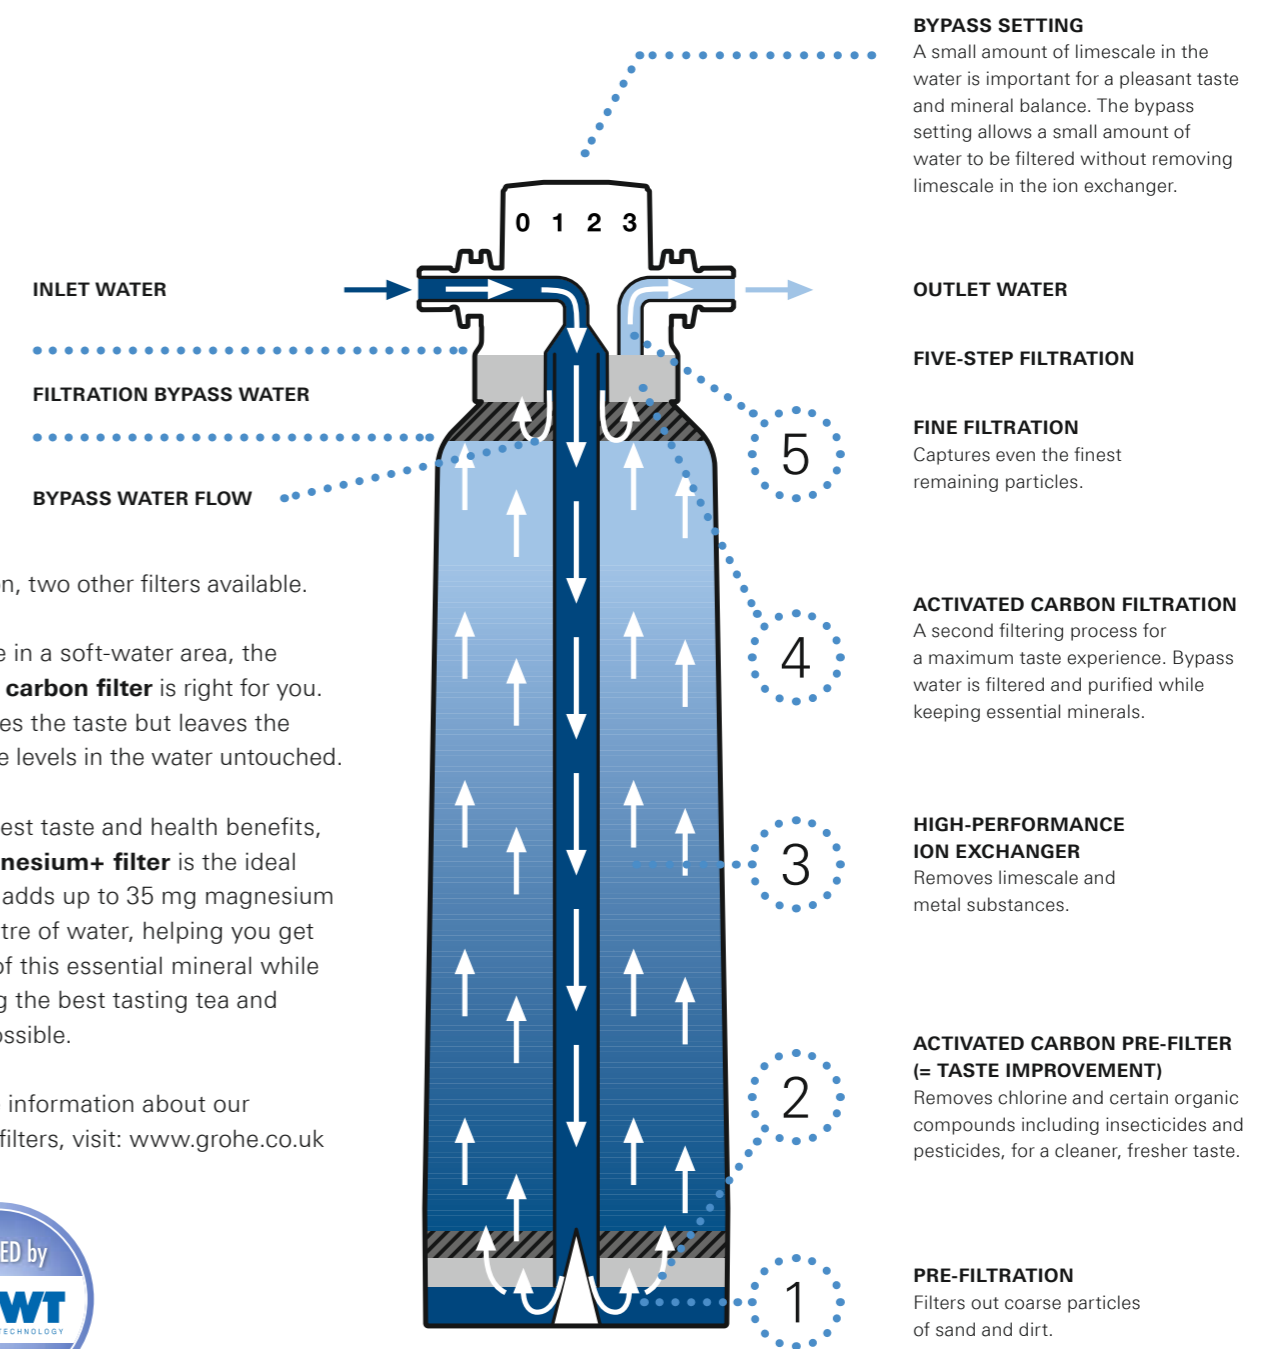 BYPASS SETTING
A small amount of limescale in the
water is important for a pleasant taste
and mineral balance. The bypass
setting allows a small amount of
water to be filtered without removing
limescale in the ion exchanger.
0 1 2 3
INLET WATER
OUTLET WATER
FIVE-STEP FILTRATION
FILTRATION BYPASS WATER
BYPASS WATER FLOW
5
FINE FILTRATION
Captures even the finest
remaining particles.
4
ACTIVATED CARBON FILTRATION
A second filtering process for
a maximum taste experience. Bypass
water is filtered and purified while
keeping essential minerals.
3
HIGH-PERFORMANCE
ION EXCHANGER
Removes limescale and
metal substances.
2
ACTIVATED CARBON PRE-FILTER
(= TASTE IMPROVEMENT)
Removes chlorine and certain organic
compounds including insecticides and
pesticides, for a cleaner, fresher taste.
1
PRE-FILTRATION
Filters out coarse particles
of sand and dirt.
n, two other filters available.
e in a soft-water area, the
carbon filter is right for you.
es the taste but leaves the
e levels in the water untouched.
est taste and health benefits,
nesium+ filter is the ideal
adds up to 35 mg magnesium
tre of water, helping you get
of this essential mineral while
g the best tasting tea and
ossible.
information about our
filters, visit: www.grohe.co.uk
ED by
WT
TECHNOLOGY